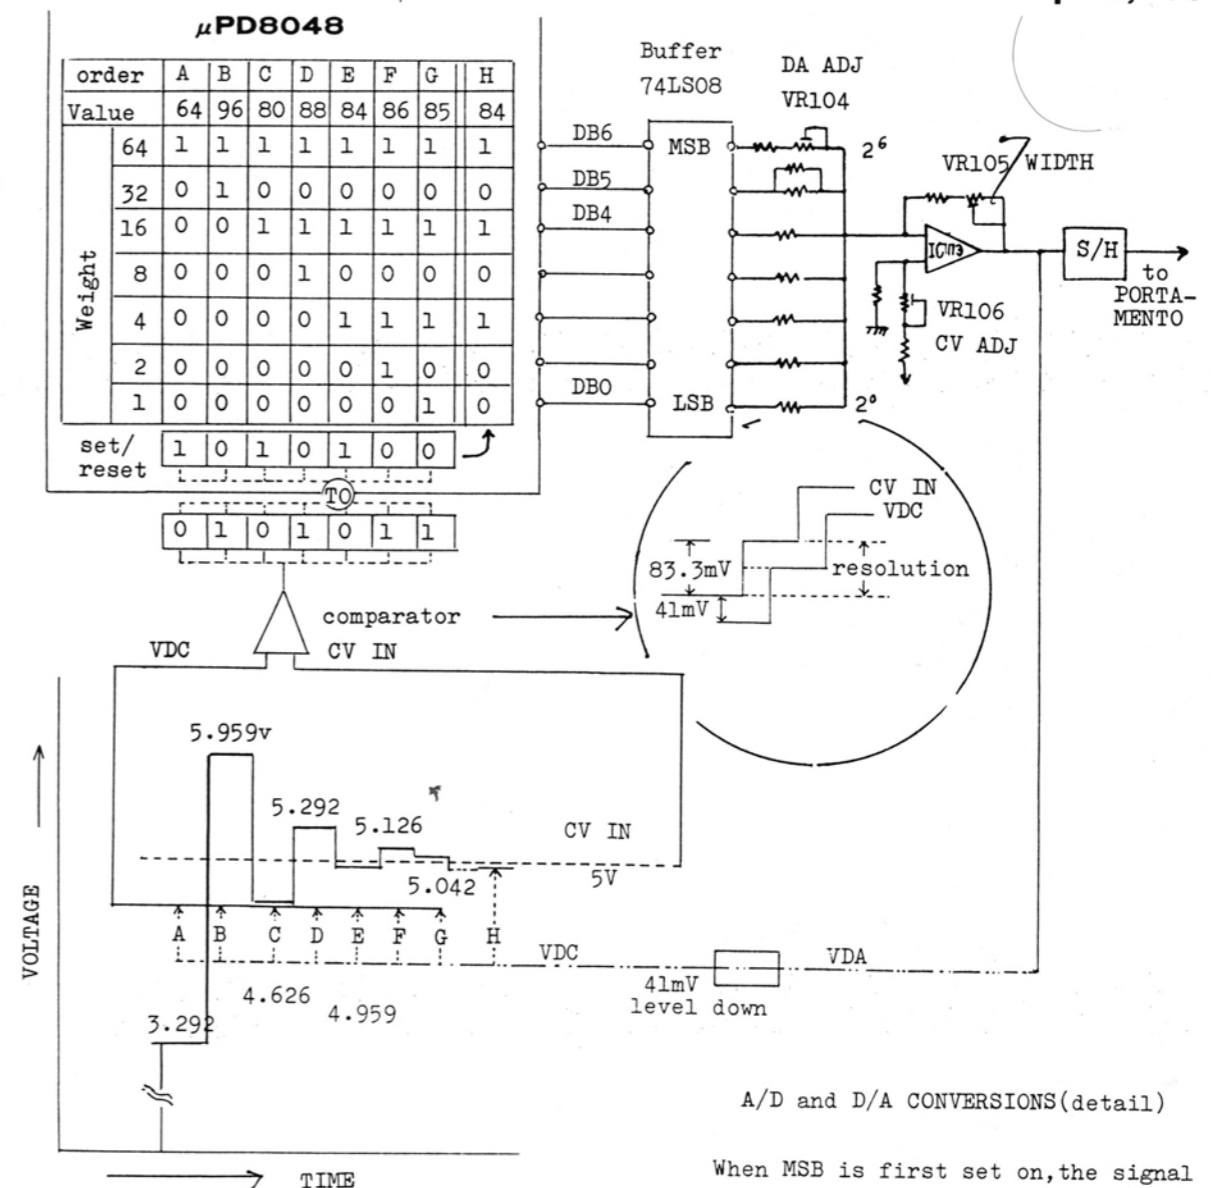 μPD8048
order A B C D E F G H
Value 64 96 80 88 84 86 85 84
Weight
64 1 1 1 1 1 1 1 1
32 0 1 0 0 0 0 0 0
16 0 0 1 1 1 1 1 1
8 0 0 0 1 0 0 0 0
4 0 0 0 0 1 1 1 1
2 0 0 0 0 0 1 0 0
1 0 0 0 0 0 0 1 0
set/
reset
1 0 1 0 1 0 0
TO
0 1 0 1 0 1 1
DB6
DB5
DB4
DB0
Buffer
74LS08
MSB
LSB
DA ADJ
VR104
2⁶
2⁰
VR105 WIDTH
IC113
S/H
to
PORTA-
MENTO
VR106
CV ADJ
CV IN
VDC
83.3mV
resolution
41mV
comparator
VDC
CV IN
5.959v
5.292
5.126
CV IN
5V
5.042
A B C D E F G H
VDC
VDA
41mV
level down
4.626
4.959
3.292
VOLTAGE
TIME
A/D and D/A CONVERSIONS(detail)
When MSB is first set on,the signal